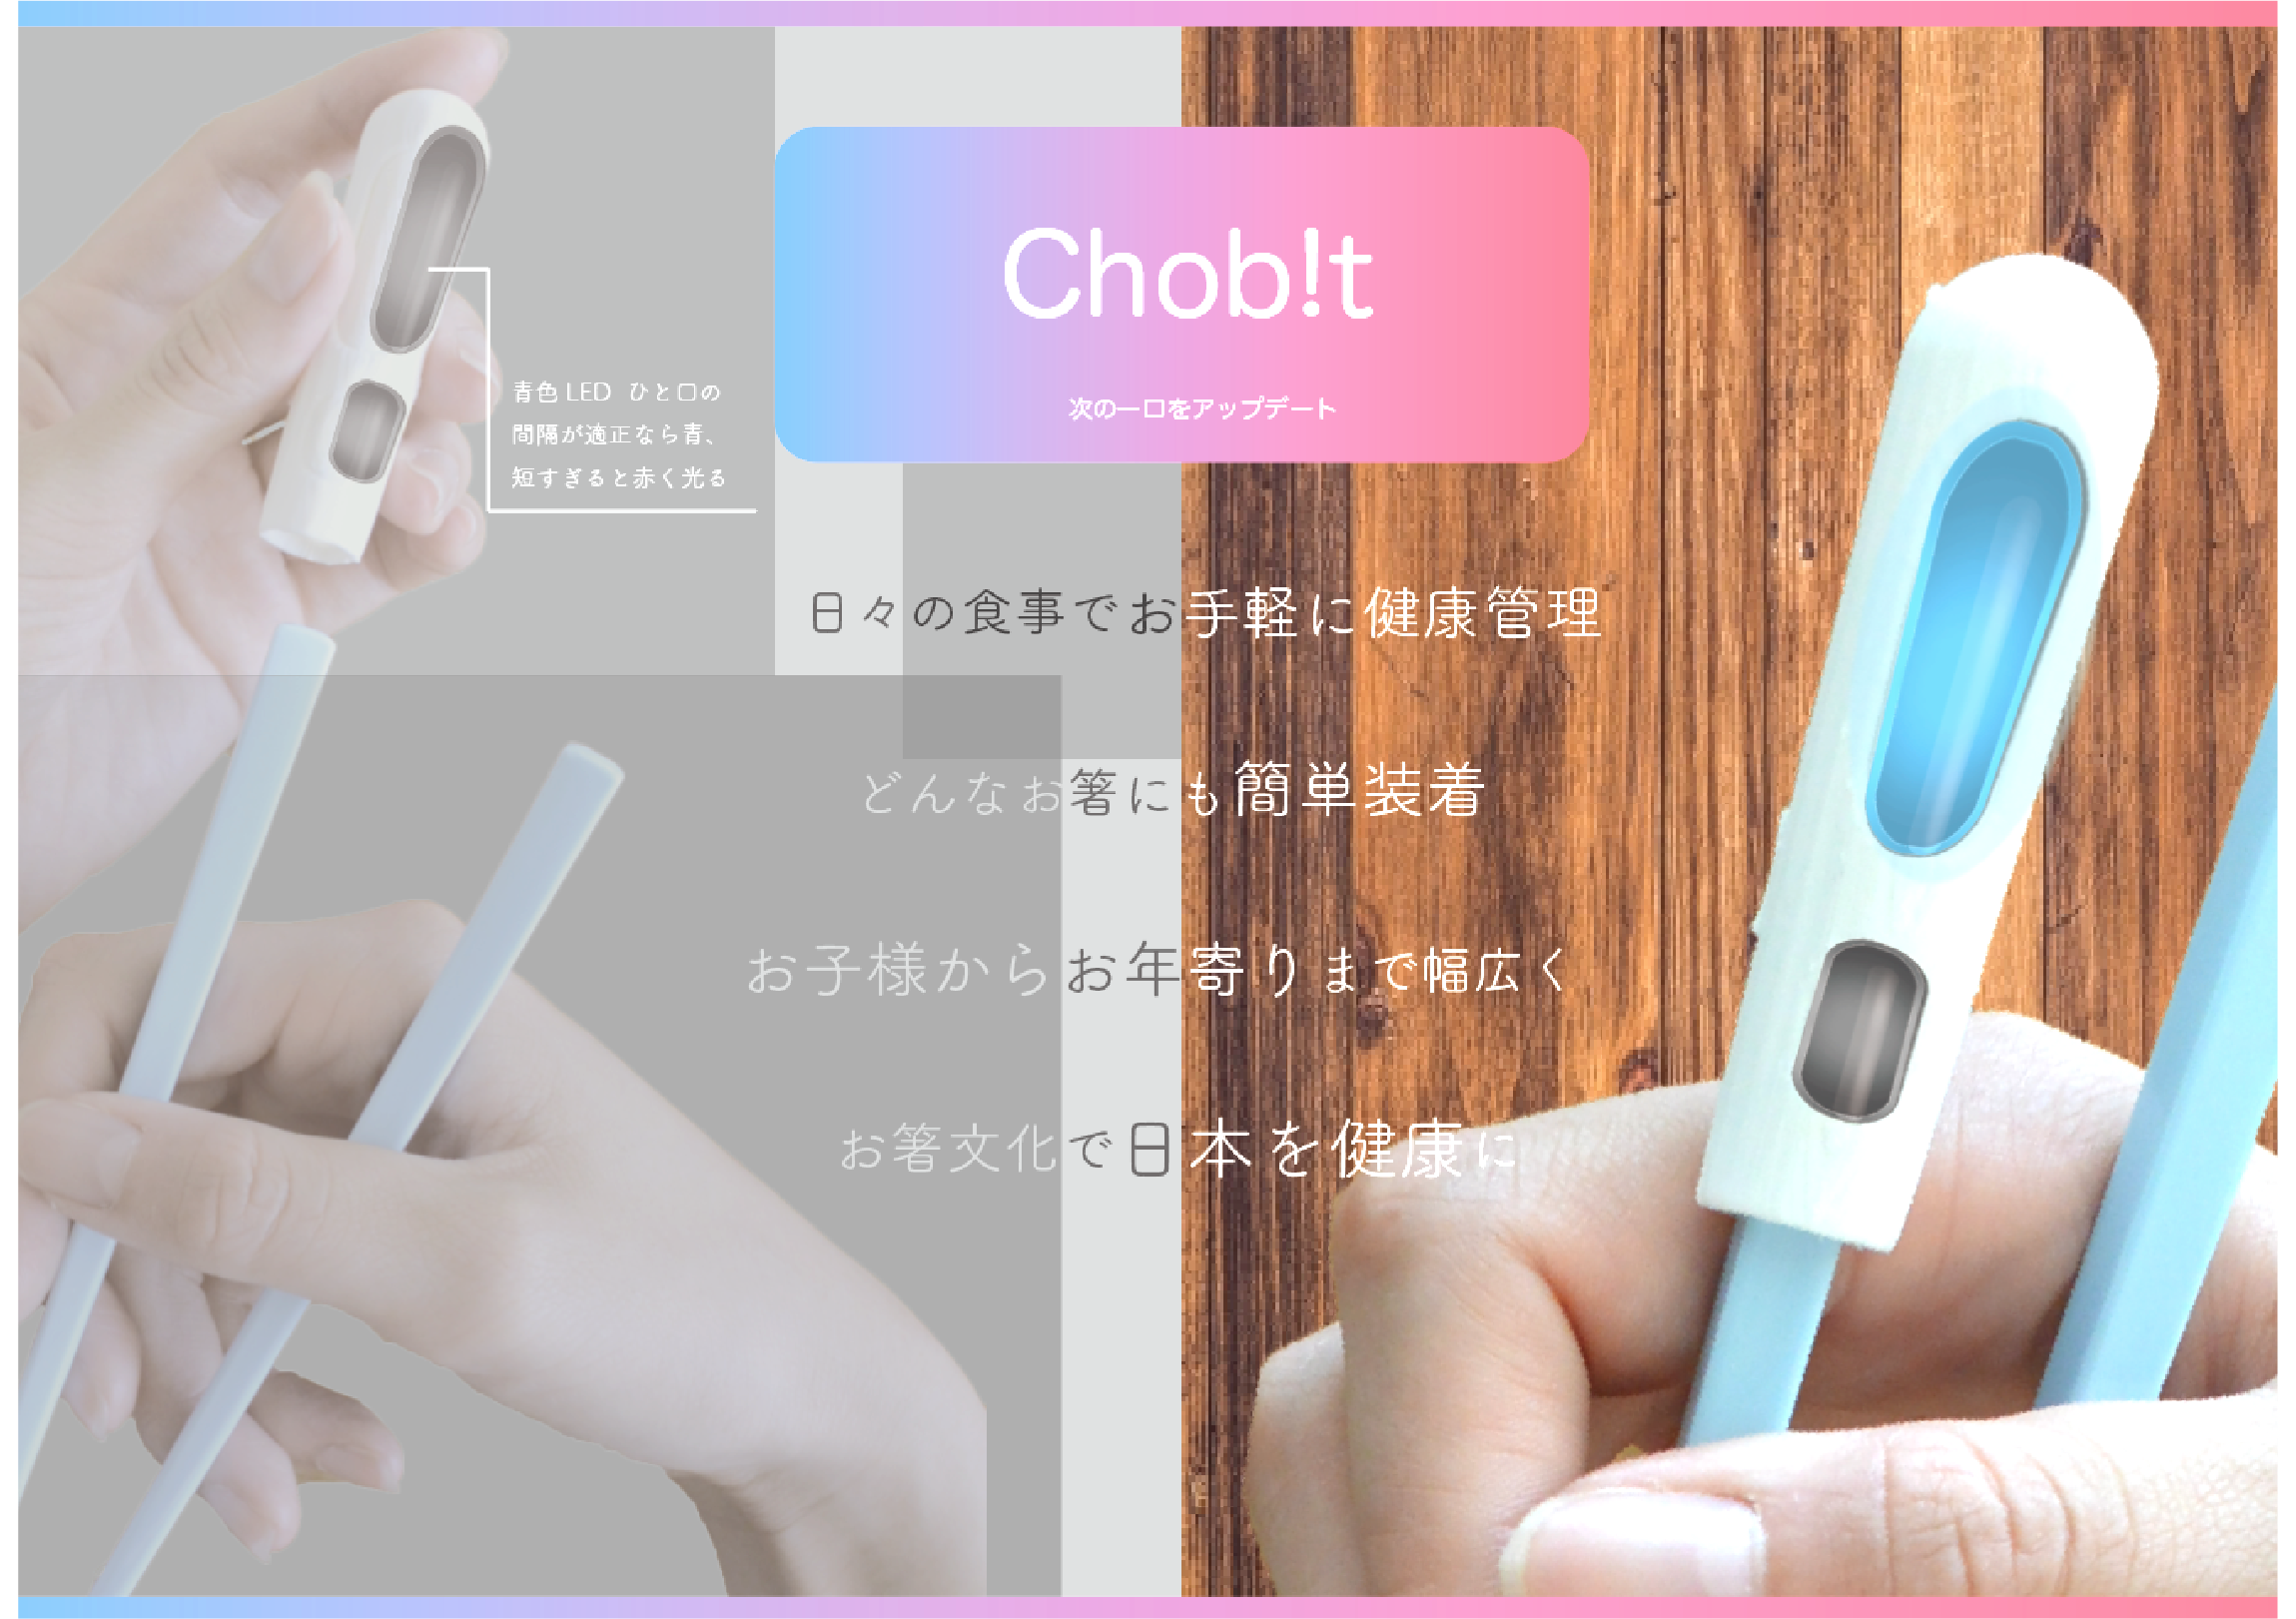 Chob!t
次の一口をアップデート
青色 LED ひと口の
間隔が適正なら青、
短すぎると赤く光る
日々の食事でお手軽に健康管理
どんなお箸にも簡単装着
お子様からお年寄りまで幅広く
お箸文化で日本を健康に